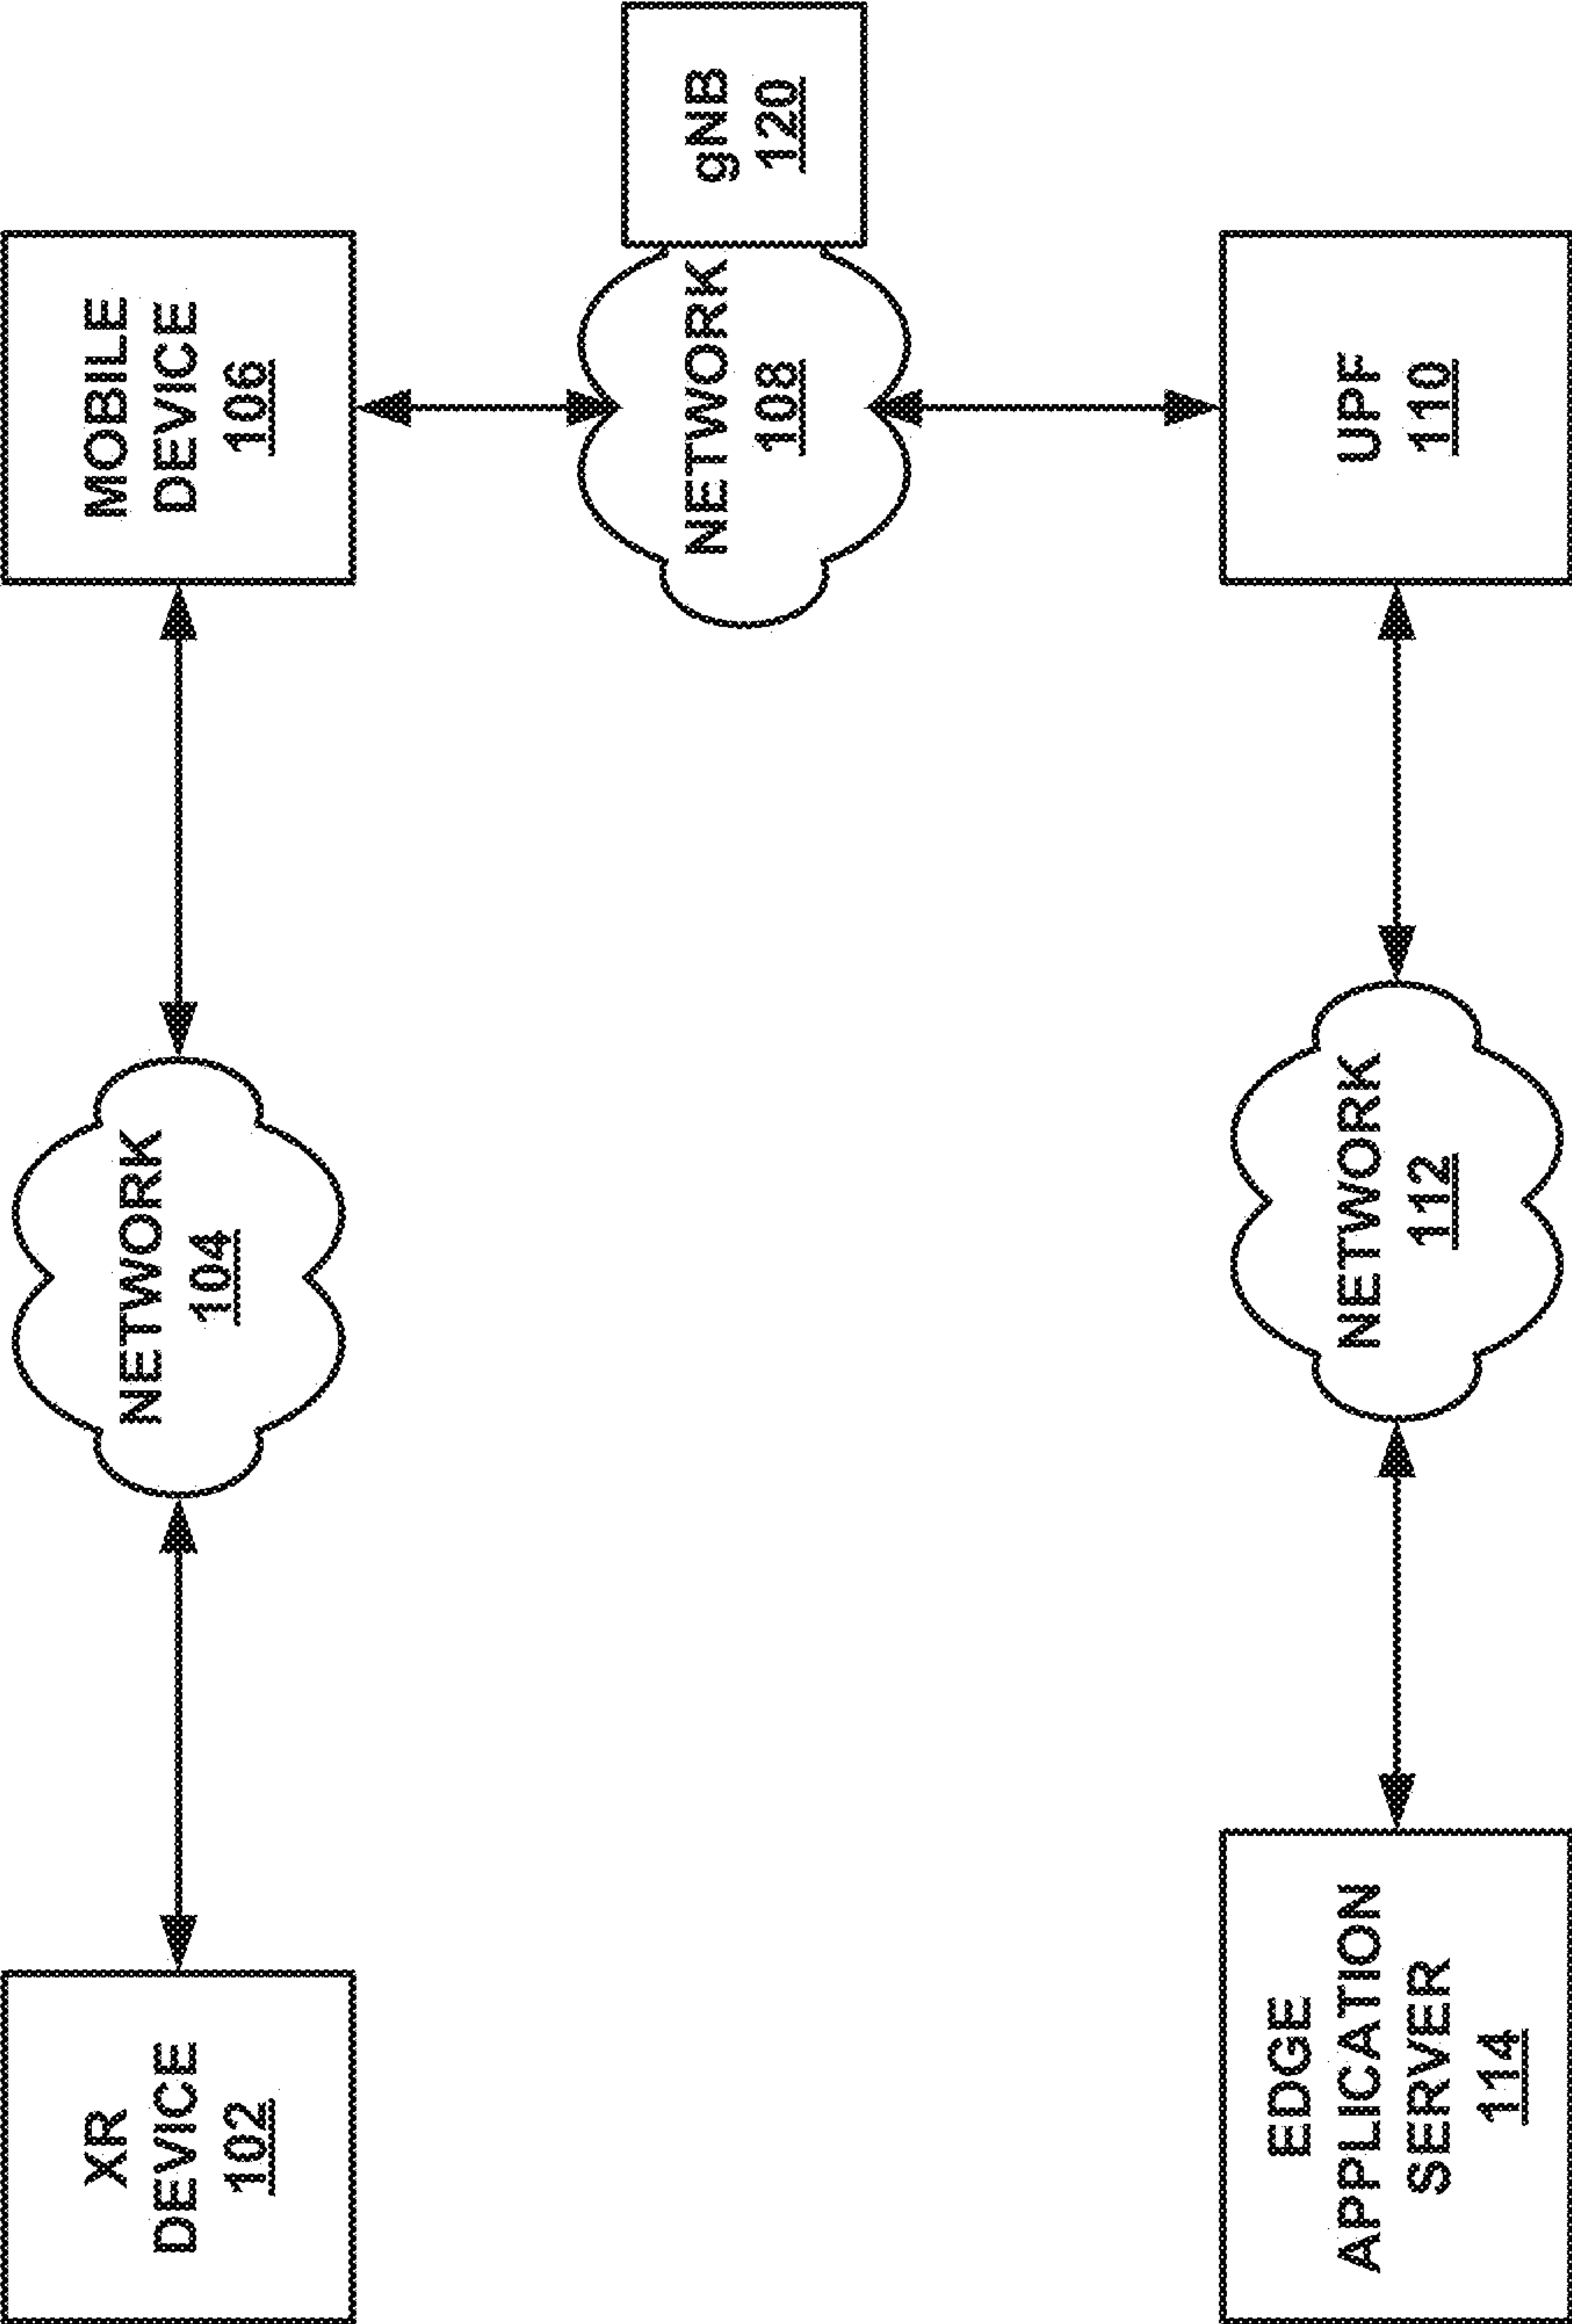 XR
DEVICE
102
NETWORK
104
MOBILE
DEVICE
106
NETWORK
108
gNB
120
EDGE
APPLICATION
SERVER
114
NETWORK
112
UPF
110